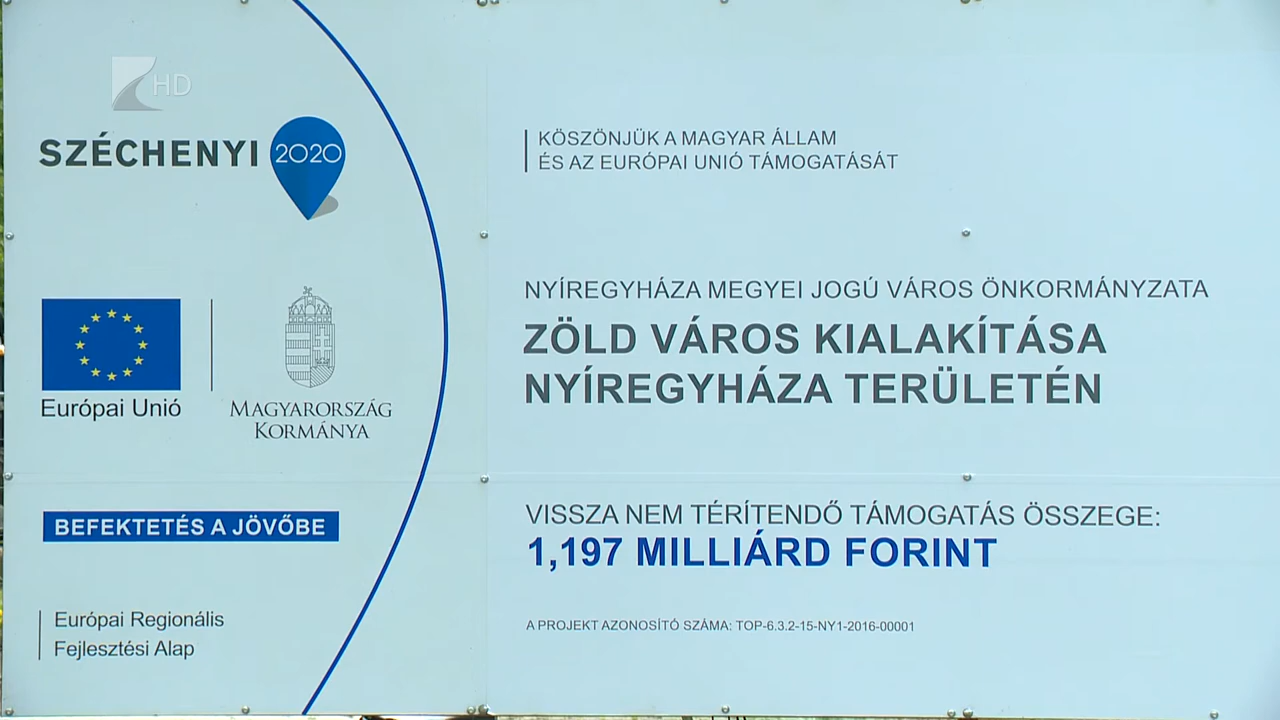 HD
SZÉCHENYI 2020
KÖSZÖNJÜK A MAGYAR ÁLLAM
ÉS AZ EURÓPAI UNIÓ TÁMOGATÁSÁT
Európai Unió
MAGYARORSZÁG
KORMÁNYA
NYÍREGYHÁZA MEGYEI JOGÚ VÁROS ÖNKORMÁNYZATA
ZÖLD VÁROS KIALAKÍTÁSA
NYÍREGYHÁZA TERÜLETÉN
BEFEKTETÉS A JÖVŐBE
VISSZA NEM TÉRÍTENDŐ TÁMOGATÁS ÖSSZEGE:
1,197 MILLIÁRD FORINT
Európai Regionális
Fejlesztési Alap
A PROJEKT AZONOSÍTÓ SZÁMA: TOP-6.3.2-15-NY1-2016-00001